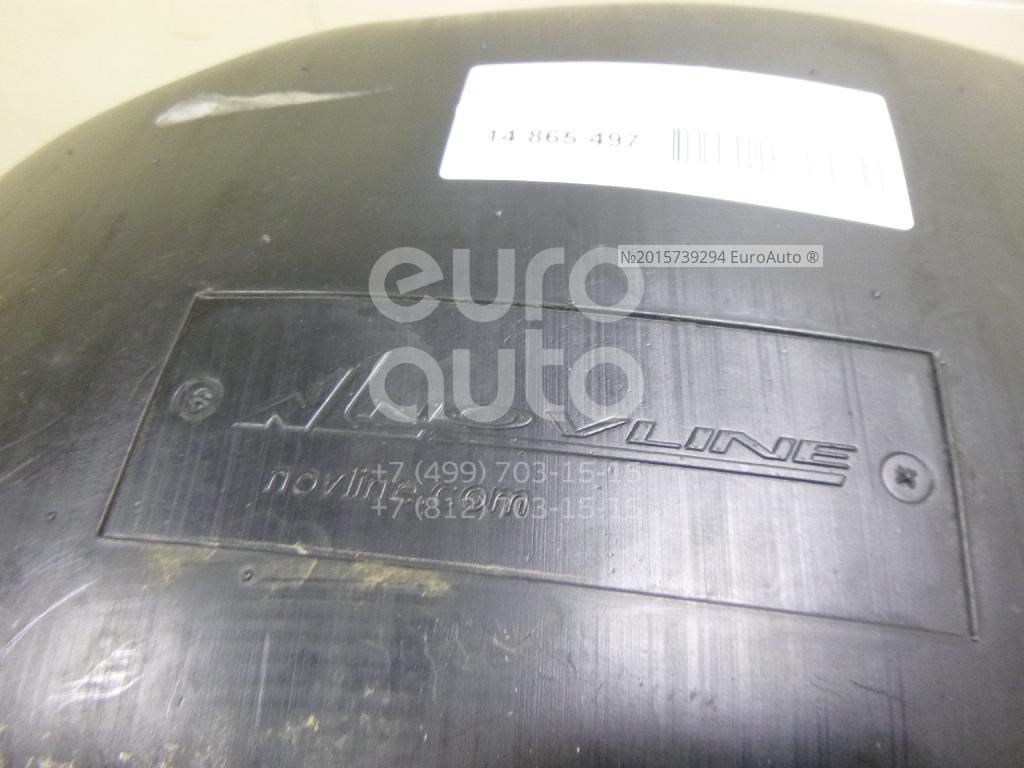 14 865 497
№2015739294 EuroAuto ®
euro
auto
NOVLINE
+7 (499) 703-15-15
novline.com
+7 (812) 703-15-15